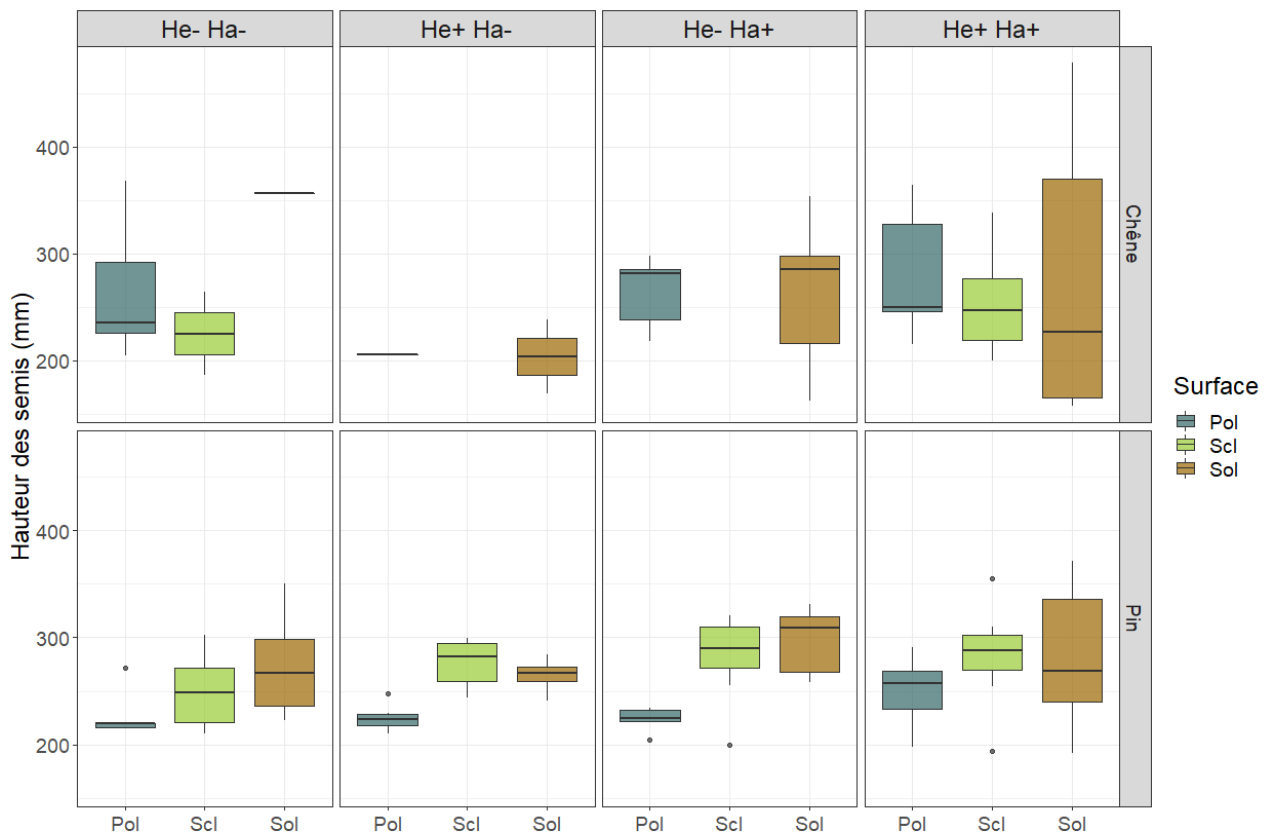 He- Ha- He+ Ha- He- Ha+ He+ Ha+
Hauteur des semis (mm)
400
300
200
Chêne
400
300
200
Pin
Pol Scl Sol Pol Scl Sol Pol Scl Sol Pol Scl Sol
Surface
Pol
Scl
Sol